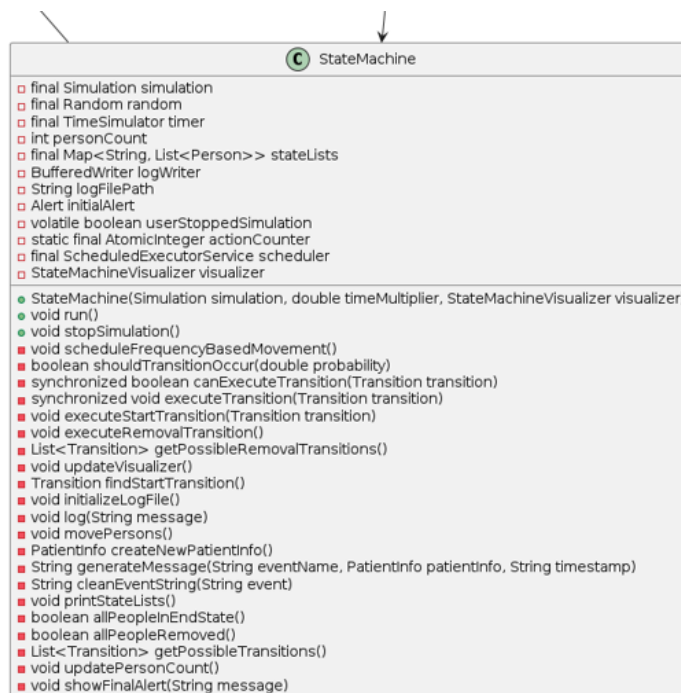 C StateMachine
final Simulation simulation
final Random random
final TimeSimulator timer
int personCount
final Map<String, List<Person>> stateLists
BufferedWriter logWriter
String logFilePath
Alert initialAlert
volatile boolean userStoppedSimulation
static final AtomicInteger actionCounter
final ScheduledExecutorService scheduler
StateMachineVisualizer visualizer
StateMachine(Simulation simulation, double timeMultiplier, StateMachineVisualizer visualizer
void run()
void stopSimulation()
void scheduleFrequencyBasedMovement()
boolean shouldTransitionOccur(double probability)
synchronized boolean canExecuteTransition(Transition transition)
synchronized void executeTransition(Transition transition)
void executeStartTransition(Transition transition)
void executeRemovalTransition()
List<Transition> getPossibleRemovalTransitions()
void updateVisualizer()
Transition findStartTransition()
void initializeLogFile()
void log(String message)
void movePersons()
PatientInfo createNewPatientInfo()
String generateMessage(String eventName, PatientInfo patientInfo, String timestamp)
String cleanEventString(String event)
void printStateLists()
boolean allPeopleInEndState()
boolean allPeopleRemoved()
List<Transition> getPossibleTransitions()
void updatePersonCount()
void showFinalAlert(String message)